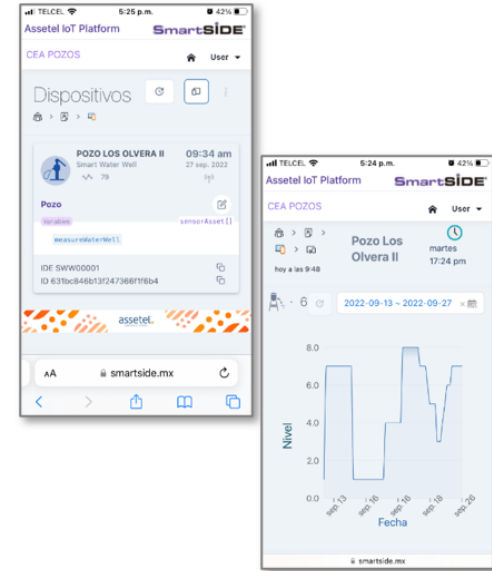 TELCEL 5:25 p.m. 42%
Assetel IoT Platform SmartSIDE
CEA POZOS User
Dispositivos
POZO LOS OLVERA II 09:34 am
Smart Water Well 27 sep. 2022
79
Pozo
variables sensorAsset[]
measureWaterWell
IDE SWW00001
ID 631bc646b13f247366f1f6b4
assetel.
AA smartside.mx
TELCEL 5:24 p.m. 42%
Assetel IoT Platform SmartSIDE
CEA POZOS User
Pozo Los Olvera II
martes
17:24 pm
hoy a las 9:48
6 2022-09-13 ~ 2022-09-27 ×
8.0
6.0
4.0
2.0
0.0
Nivel
sep. 13 sep. 16 sep. 16 sep. 18 sep. 26
Fecha
smartside.mx